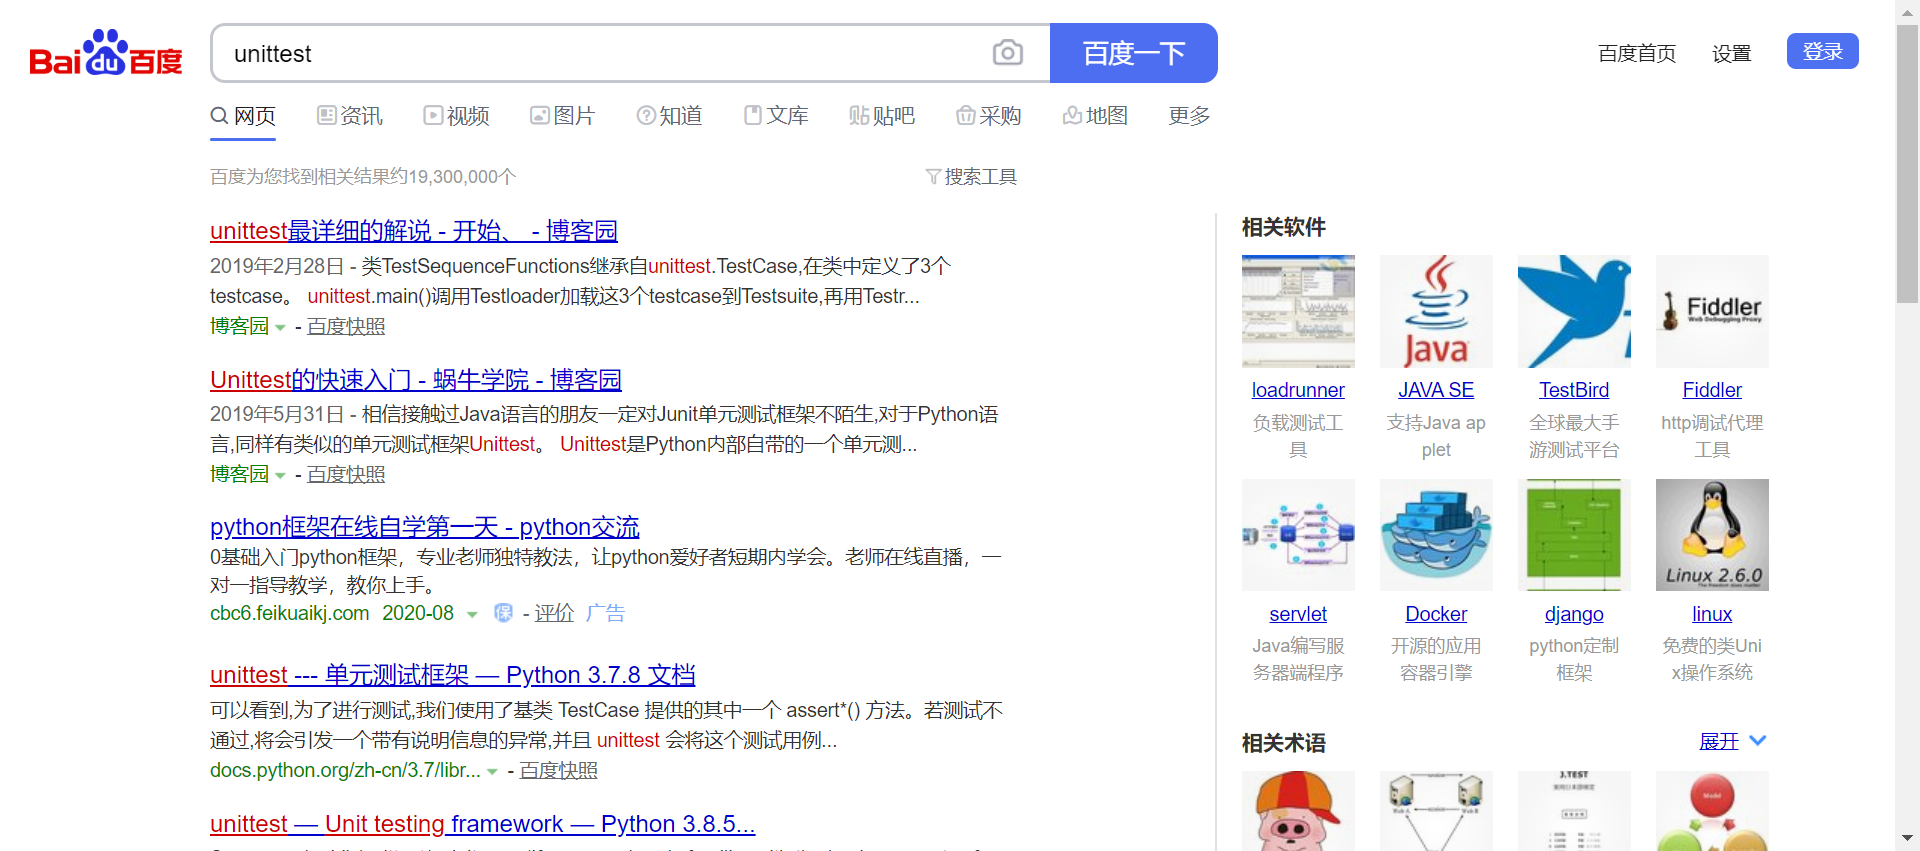 Bai du 百度
unittest
百度一下
百度首页 设置 登录
网页 资讯 视频 图片 知道 文库 贴吧 采购 地图 更多
百度为您找到相关结果约19,300,000个
搜索工具
unittest最详细的解说 - 开始、 - 博客园
2019年2月28日 - 类TestSequenceFunctions继承自unittest.TestCase,在类中定义了3个
testcase。 unittest.main()调用Testloader加载这3个testcase到Testsuite,再用Testr...
博客园 - 百度快照
Unittest的快速入门 - 蜗牛学院 - 博客园
2019年5月31日 - 相信接触过Java语言的朋友一定对Junit单元测试框架不陌生,对于Python语
言,同样有类似的单元测试框架Unittest。 Unittest是Python内部自带的一个单元测...
博客园 - 百度快照
python框架在线自学第一天 - python交流
0基础入门python框架，专业老师独特教法，让python爱好者短期内学会。老师在线直播，一
对一指导教学，教你上手。
cbc6.feikuaikj.com 2020-08 保 - 评价 广告
unittest --- 单元测试框架 — Python 3.7.8 文档
可以看到,为了进行测试,我们使用了基类 TestCase 提供的其中一个 assert*() 方法。若测试不
通过,将会引发一个带有说明信息的异常,并且 unittest 会将这个测试用例...
docs.python.org/zh-cn/3.7/libr... - 百度快照
unittest — Unit testing framework — Python 3.8.5...
相关软件
Java
Fiddler
Web Debugging Proxy
loadrunner JAVA SE TestBird Fiddler
负载测试工 支持Java ap 全球最大手 http调试代理
具 plet 游测试平台 工具
Linux 2.6.0
servlet Docker django linux
Java编写服 开源的应用 python定制 免费的类Uni
务器端程序 容器引擎 框架 x操作系统
相关术语 展开
J.TEST
Model